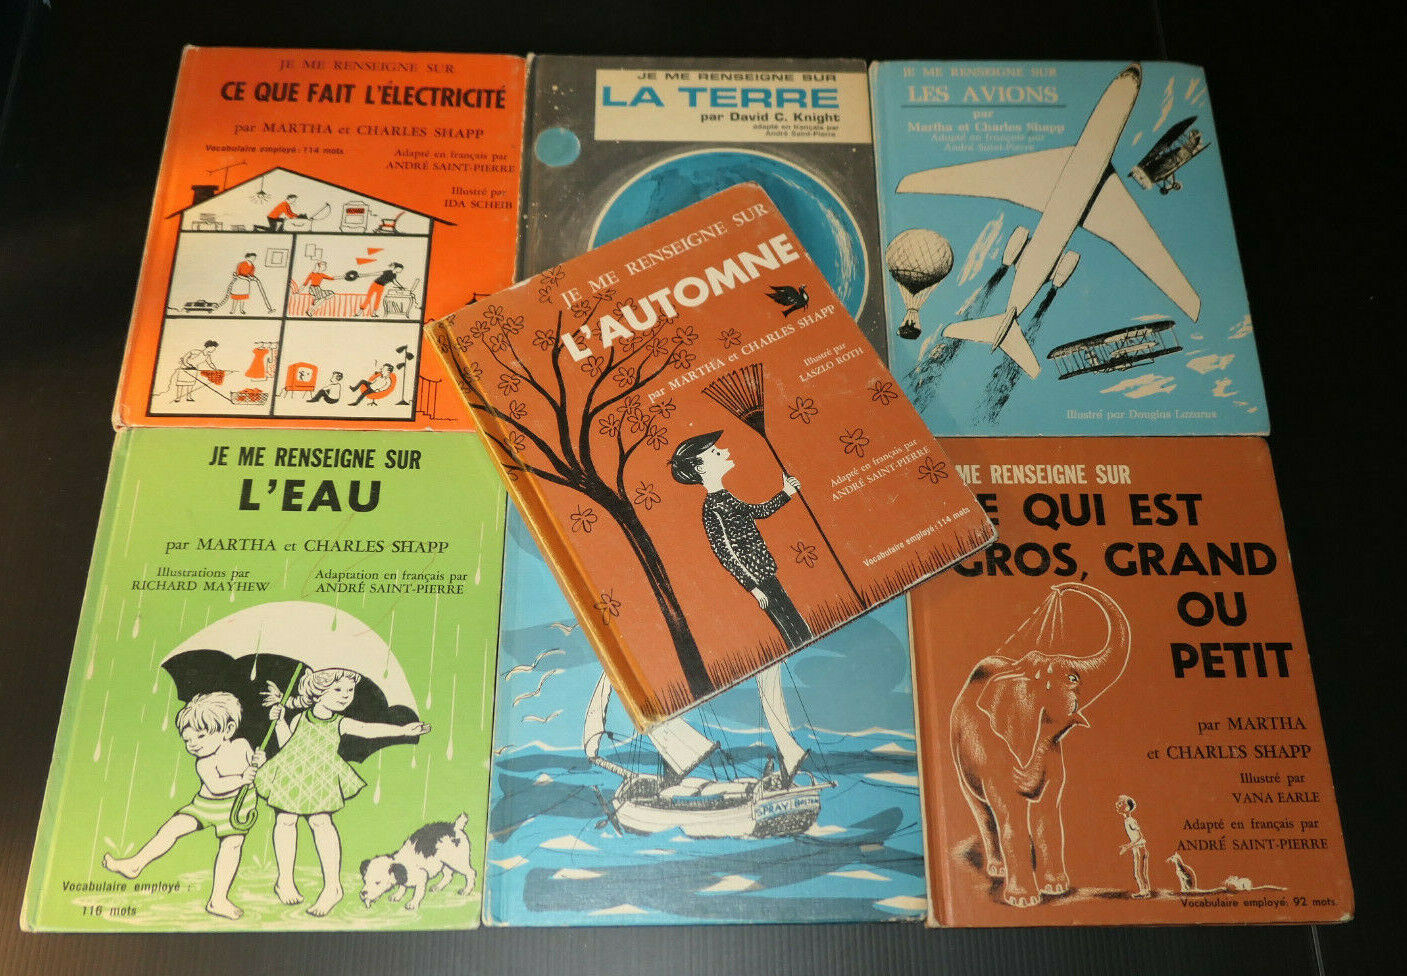 JE ME RENSEIGNE SUR
CE QUE FAIT L'ÉLECTRICITÉ
par MARTHA et CHARLES SHAPP
Vocabulaire employé: 114 mots
Adapté en français par
ANDRÉ SAINT-PIERRE
Illustré par
IDA SCHEIB
JE ME RENSEIGNE SUR
LA TERRE
par David C. Knight
adapté en français par
André Saint-Pierre
JE ME RENSEIGNE SUR
LES AVIONS
par
Martha et Charles Shapp
Adapté en français par
André Saint-Pierre
Illustré par Douglas Lazarus
JE ME RENSEIGNE SUR
L'AUTOMNE
par MARTHA et CHARLES SHAPP
Illustré par
LASZLO ROTH
Adapté en français par
ANDRÉ SAINT-PIERRE
Vocabulaire employé: 114 mots
JE ME RENSEIGNE SUR
L'EAU
par MARTHA et CHARLES SHAPP
Illustrations par
RICHARD MAYHEW
Adaptation en français par
ANDRÉ SAINT-PIERRE
Vocabulaire employé :
116 mots
SPRAY BOSTON
ME RENSEIGNE SUR
E QUI EST
GROS, GRAND
OU
PETIT
par MARTHA
et CHARLES SHAPP
Illustré par
VANA EARLE
Adapté en français par
ANDRÉ SAINT-PIERRE
Vocabulaire employé: 92 mots.